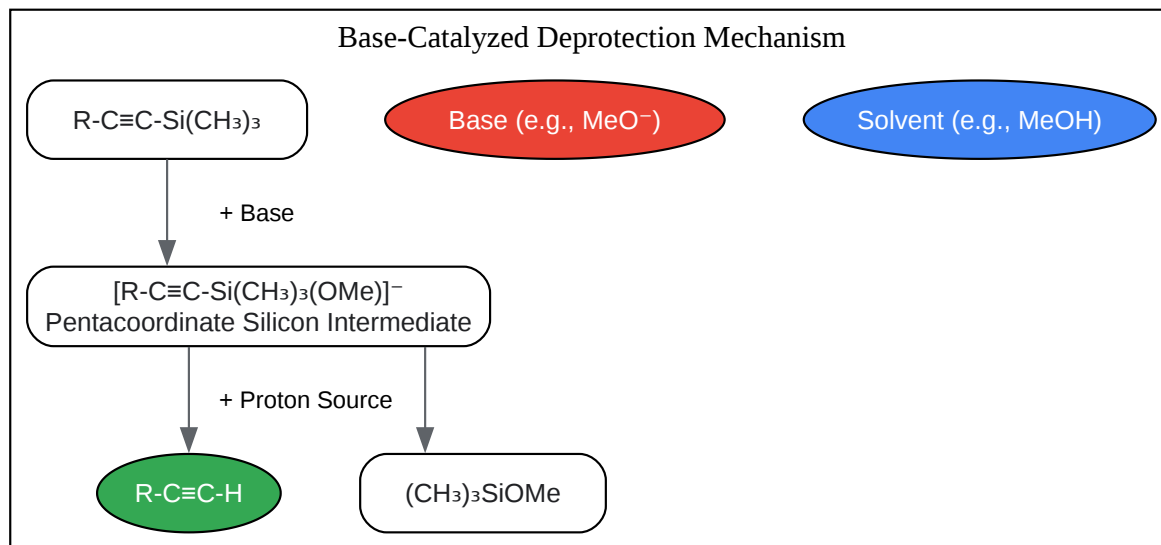 Base-Catalyzed Deprotection Mechanism
R-C≡C-Si(CH₃)₃
Base (e.g., MeO⁻)
Solvent (e.g., MeOH)
+ Base
[R-C≡C-Si(CH₃)₃(OMe)]⁻
Pentacoordinate Silicon Intermediate
+ Proton Source
R-C≡C-H
(CH₃)₃SiOMe